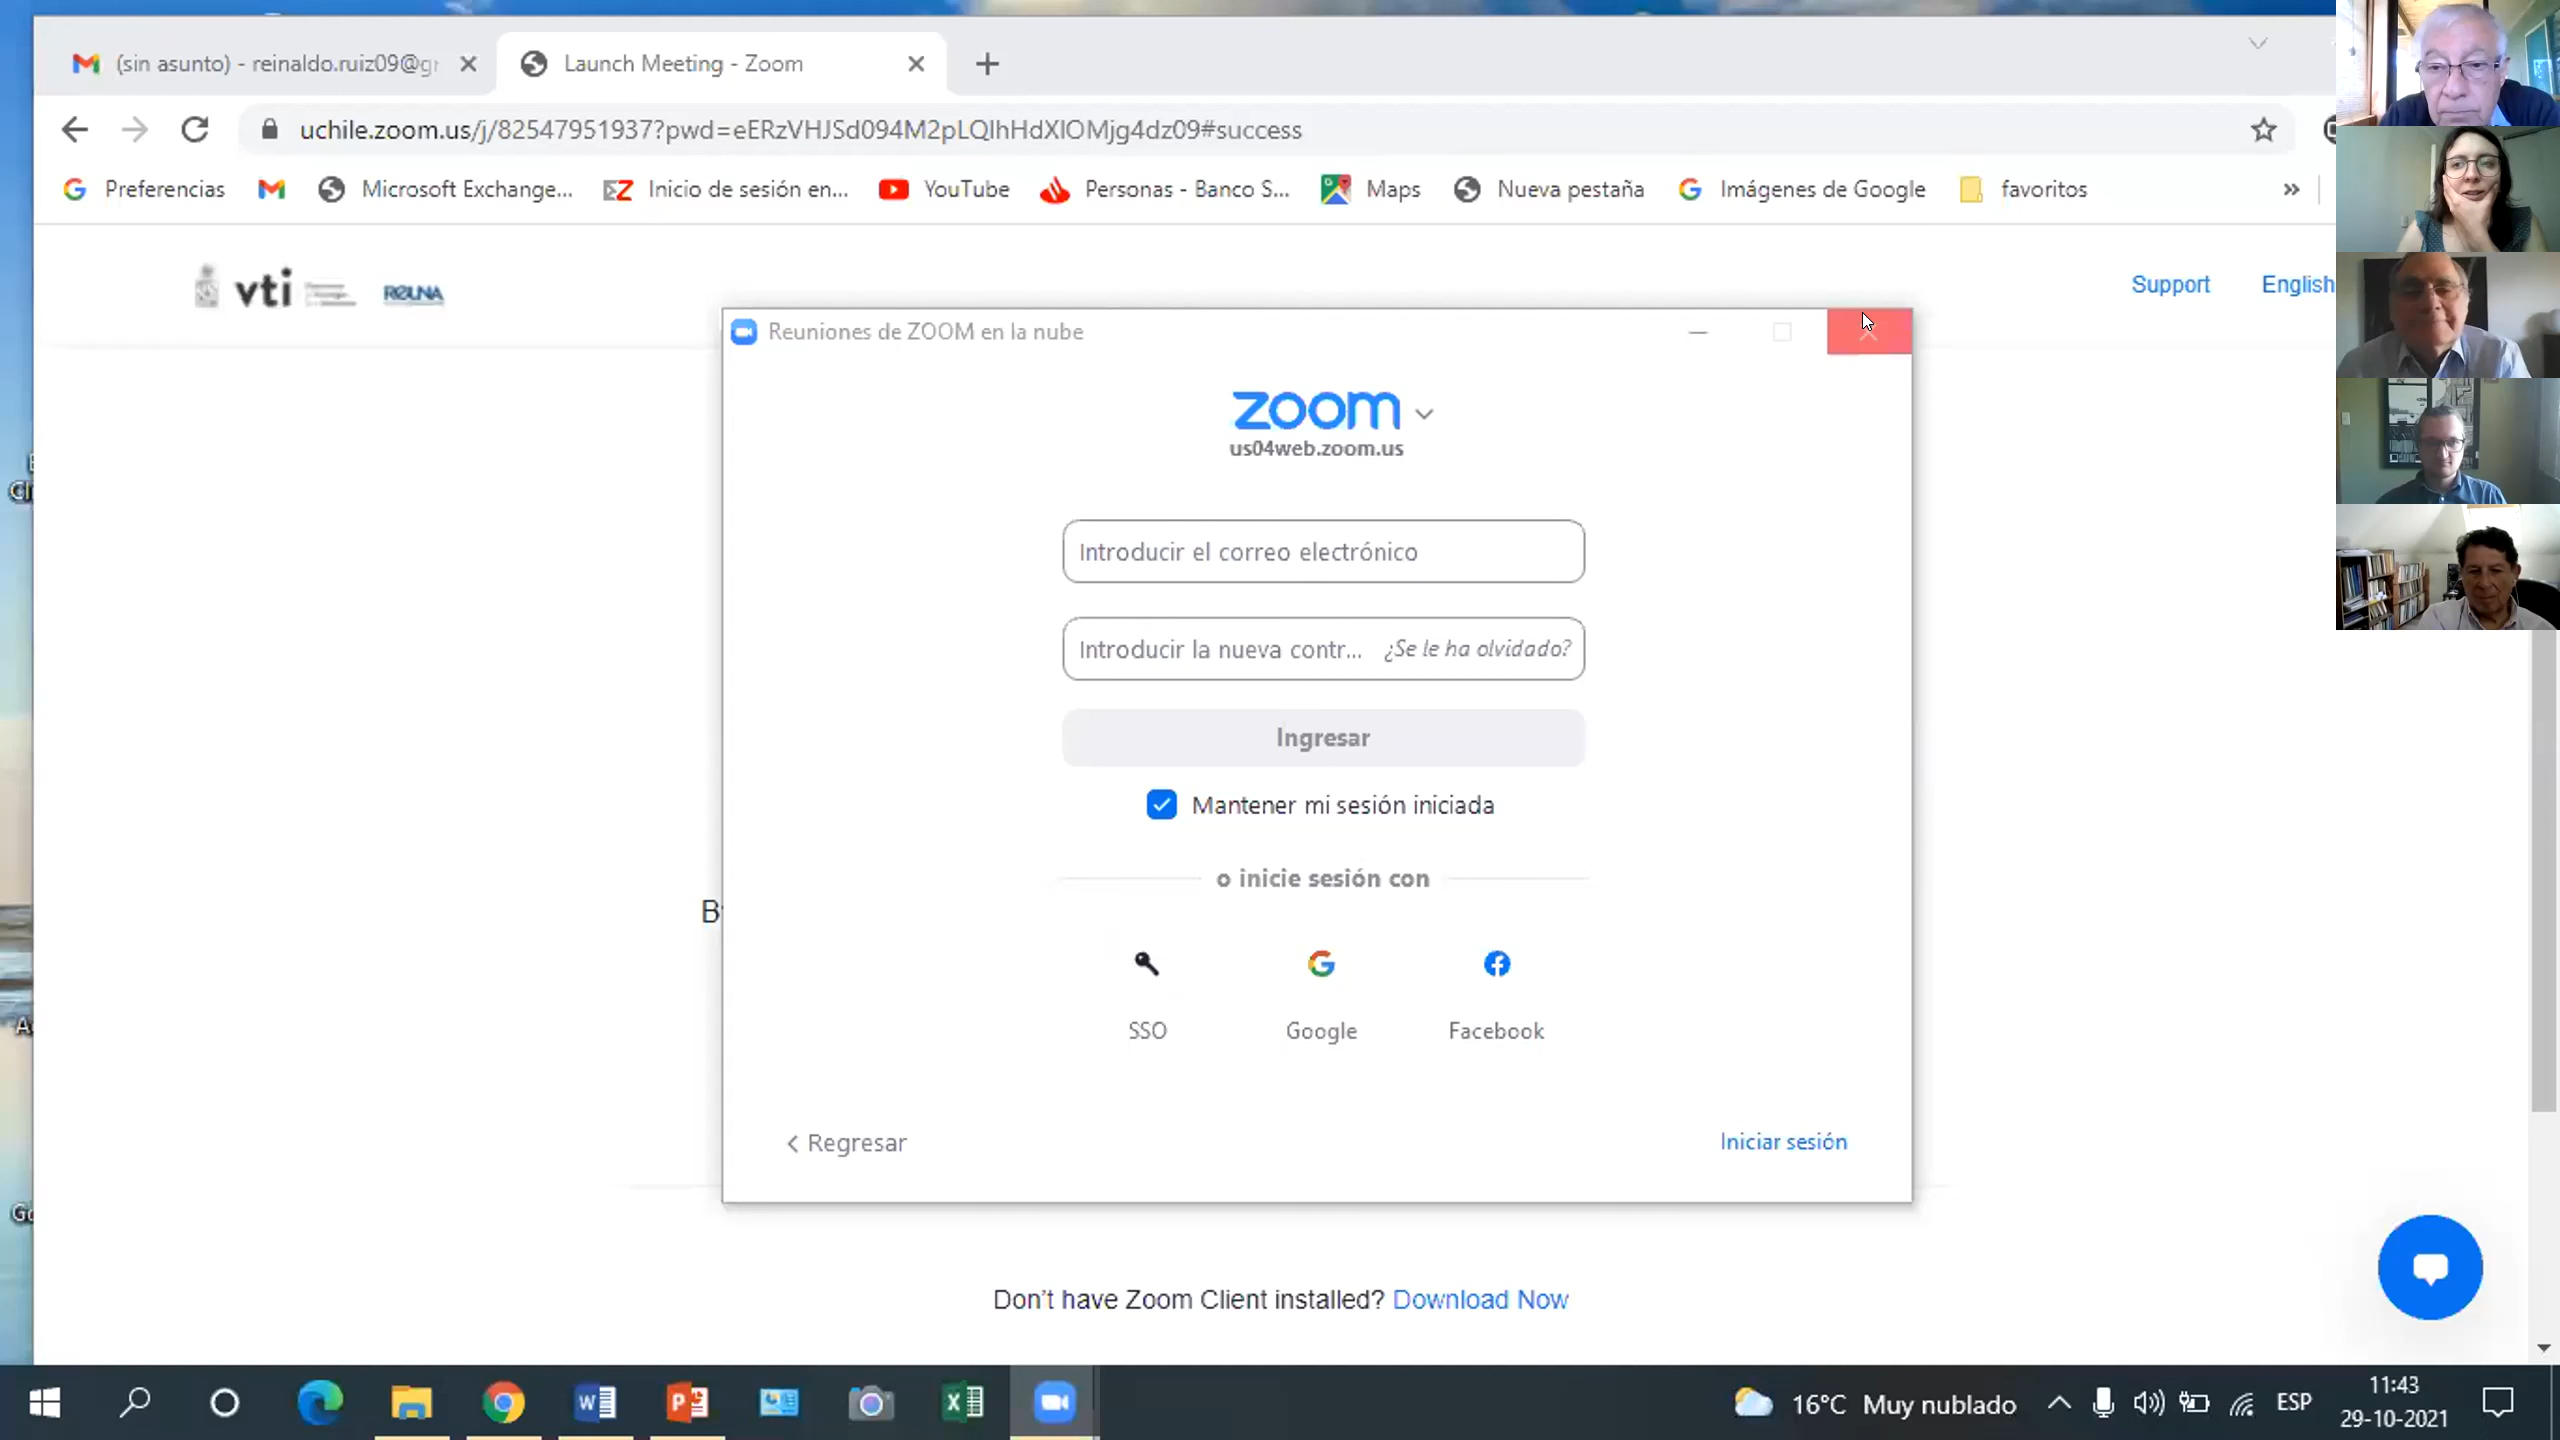 (sin asunto) - reinaldo.ruiz09@gr
Launch Meeting - Zoom
uchile.zoom.us/j/82547951937?pwd=eERzVHJSd094M2pLQlhHdXlOMjg4dz09#success
Preferencias
Microsoft Exchange...
EZ
Inicio de sesión en...
YouTube
Personas - Banco S...
Maps
Nueva pestaña
Imágenes de Google
favoritos
vti
REUNA
Support
English
Reuniones de ZOOM en la nube
zoom
us04web.zoom.us
Introducir el correo electrónico
Introducir la nueva contr... ¿Se le ha olvidado?
Ingresar
Mantener mi sesión iniciada
o inicie sesión con
SSO
Google
Facebook
Regresar
Iniciar sesión
Don't have Zoom Client installed? Download Now
16°C Muy nublado
ESP
11:43
29-10-2021